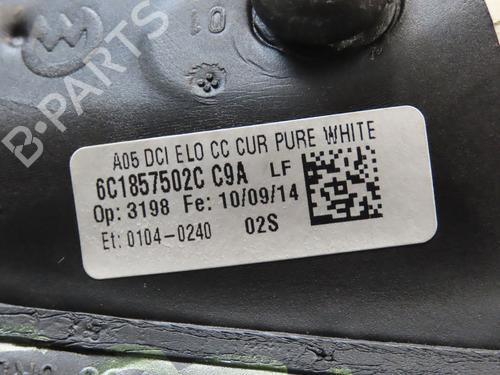 01
A05 DCI ELO CC CUR PURE WHITE
6C1857502C C9A LF
Op: 3198 Fe: 10/09/14
Et: 0104-0240 02S
B-PARTS